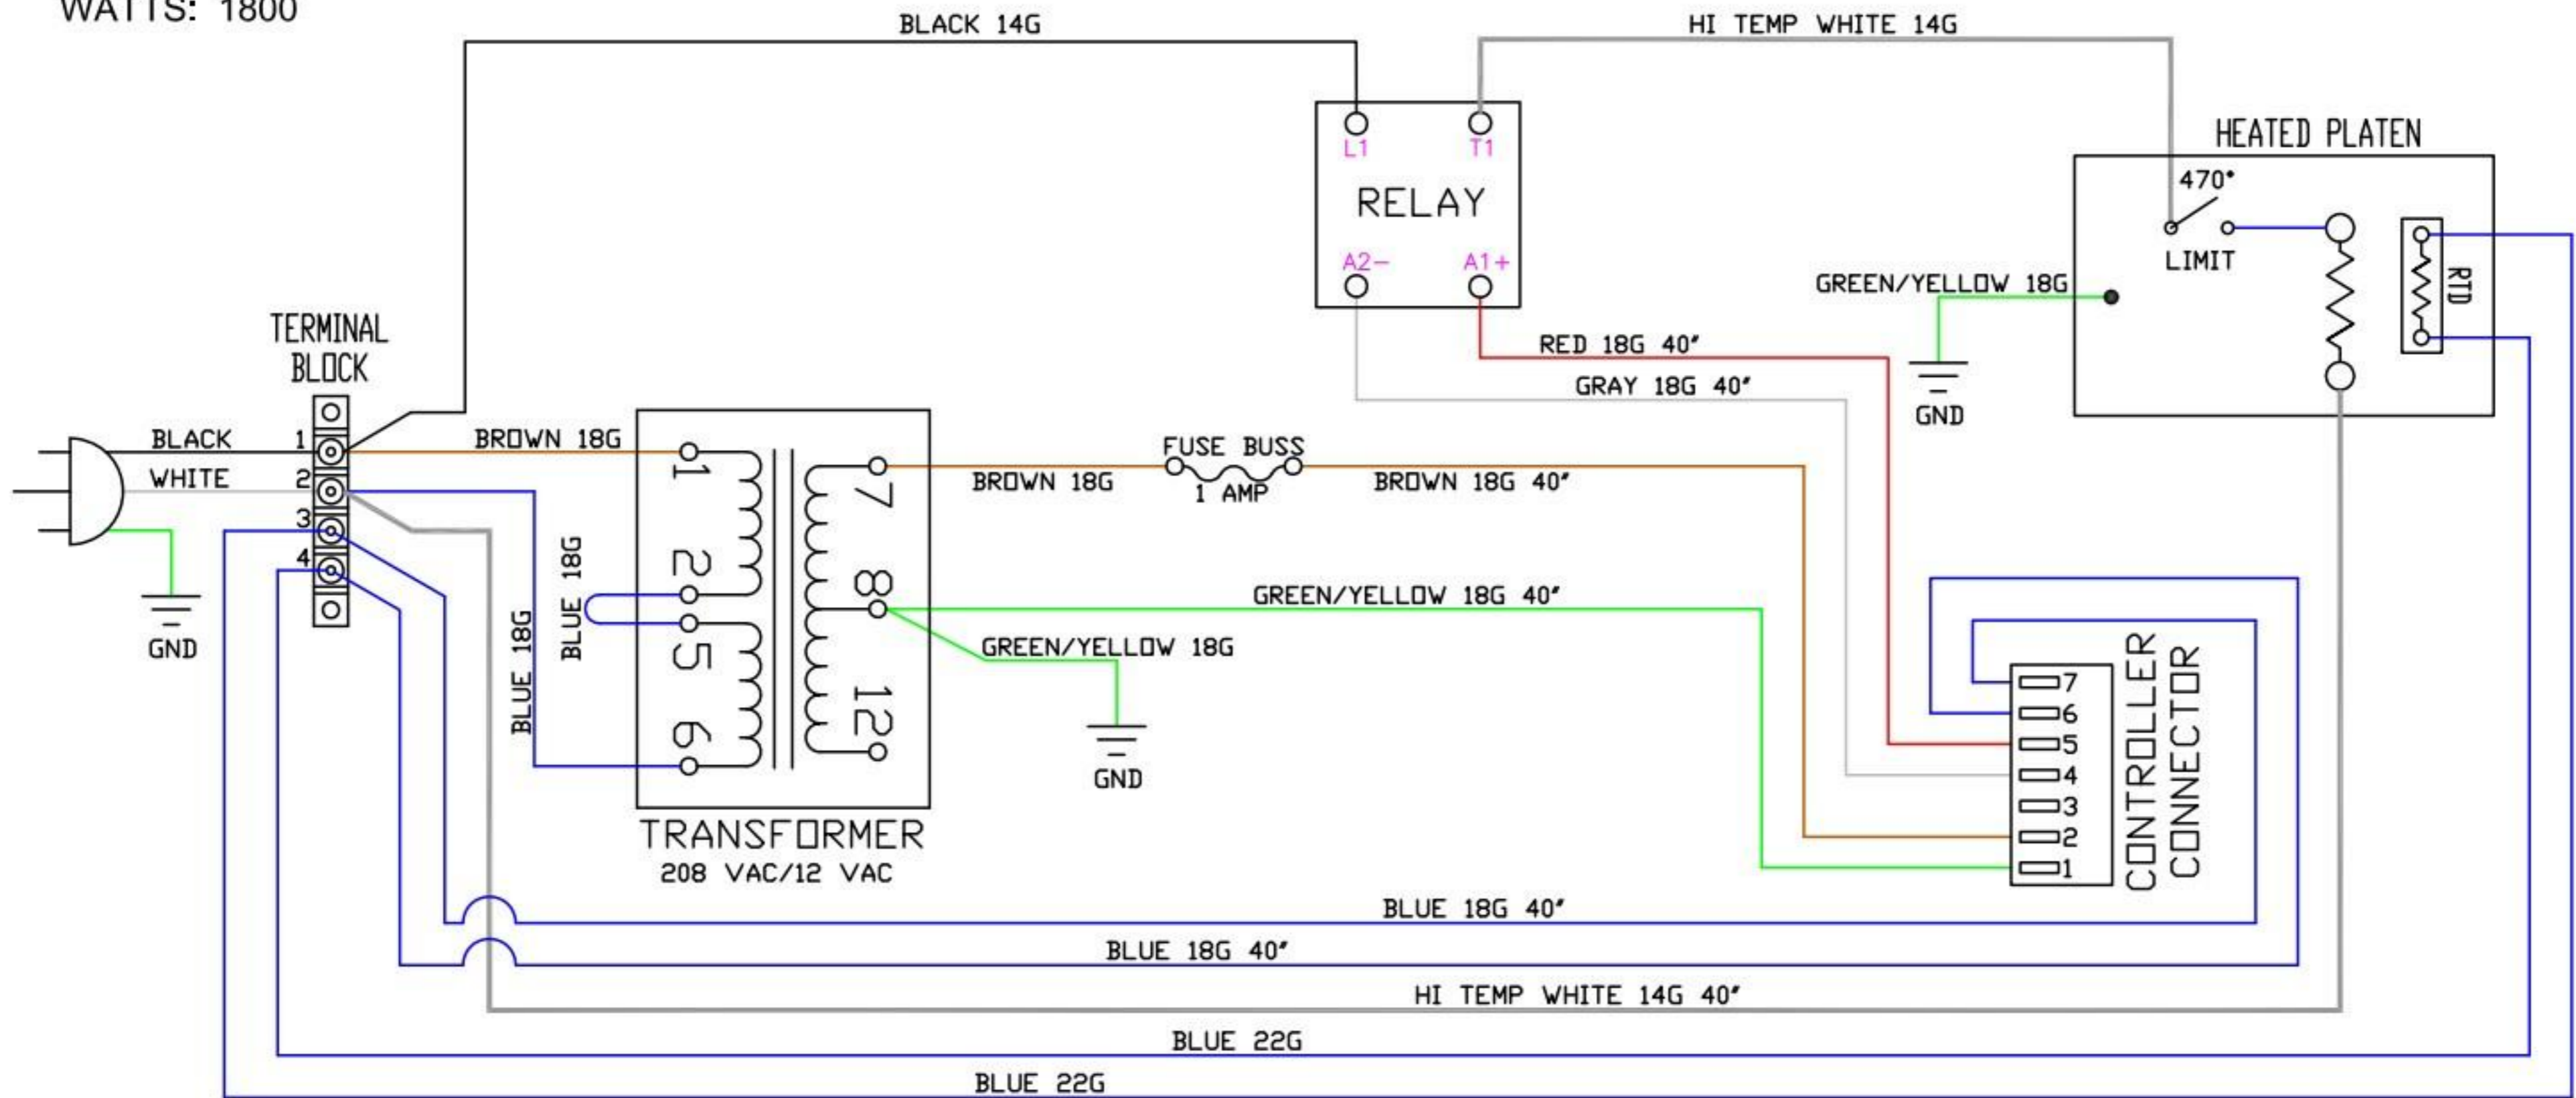 WATTS: 1800
BLACK 14G
HI TEMP WHITE 14G
HEATED PLATEN
L1
T1
RELAY
A2-
A1+
470°
LIMIT
RTD
GREEN/YELLOW 18G
GND
RED 18G 40"
GRAY 18G 40"
TERMINAL
BLOCK
BLACK
WHITE
1
2
3
4
GND
BROWN 18G
BLUE 18G
BLUE 18G
1
2
5
6
7
8
12
TRANSFORMER
208 VAC/12 VAC
BROWN 18G
FUSE BUSS
1 AMP
BROWN 18G 40"
GREEN/YELLOW 18G 40"
GREEN/YELLOW 18G
GND
7
6
5
4
3
2
1
CONTROLLER
CONNECTOR
BLUE 18G 40"
BLUE 18G 40"
HI TEMP WHITE 14G 40"
BLUE 22G
BLUE 22G